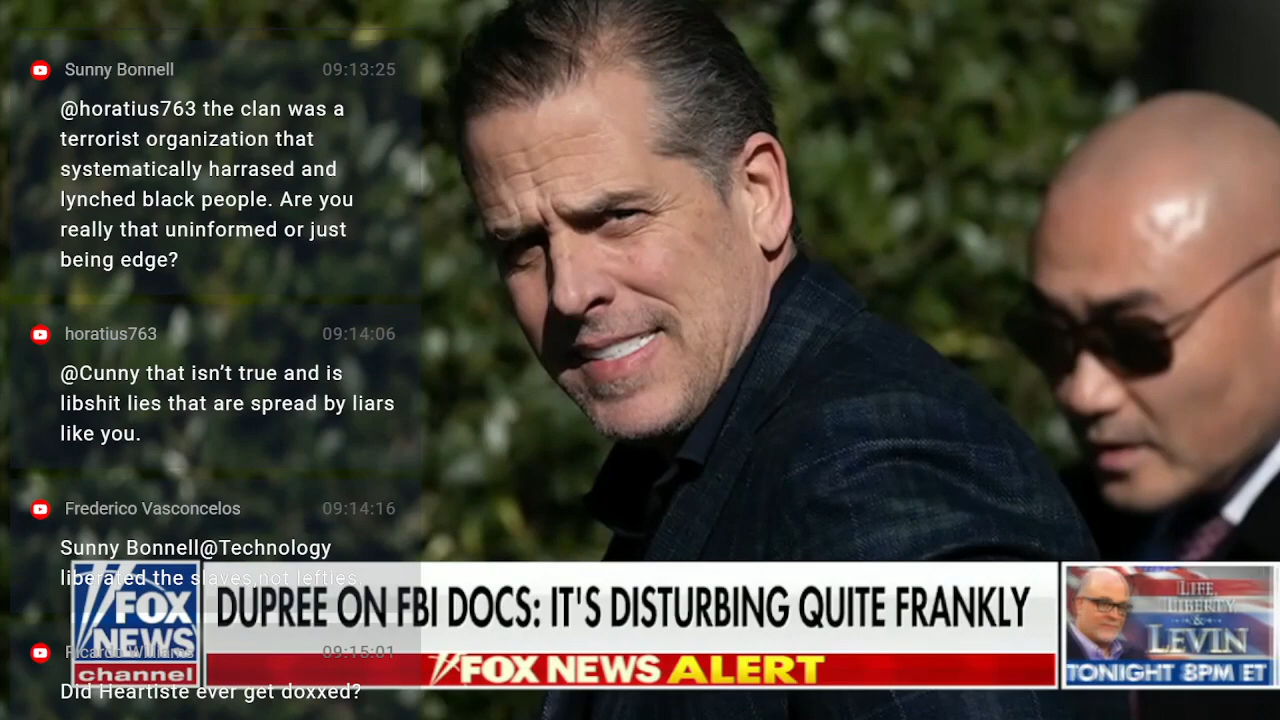 Sunny Bonnell 09:13:25
@horatius763 the clan was a
terrorist organization that
systematically harrased and
lynched black people. Are you
really that uninformed or just
being edge?
horatius763 09:14:06
@Cunny that isn't true and is
libshit lies that are spread by liars
like you.
Frederico Vasconcelos 09:14:16
Sunny Bonnell@Technology
liberated the slaves,not lefties.
Ricardo Williams 09:15:01
Did Heartiste ever get doxxed?
FOX
NEWS
channel
DUPREE ON FBI DOCS: IT'S DISTURBING QUITE FRANKLY
FOX NEWS ALERT
LIFE,
LIBERTY,
&
LEVIN
TONIGHT 8PM ET